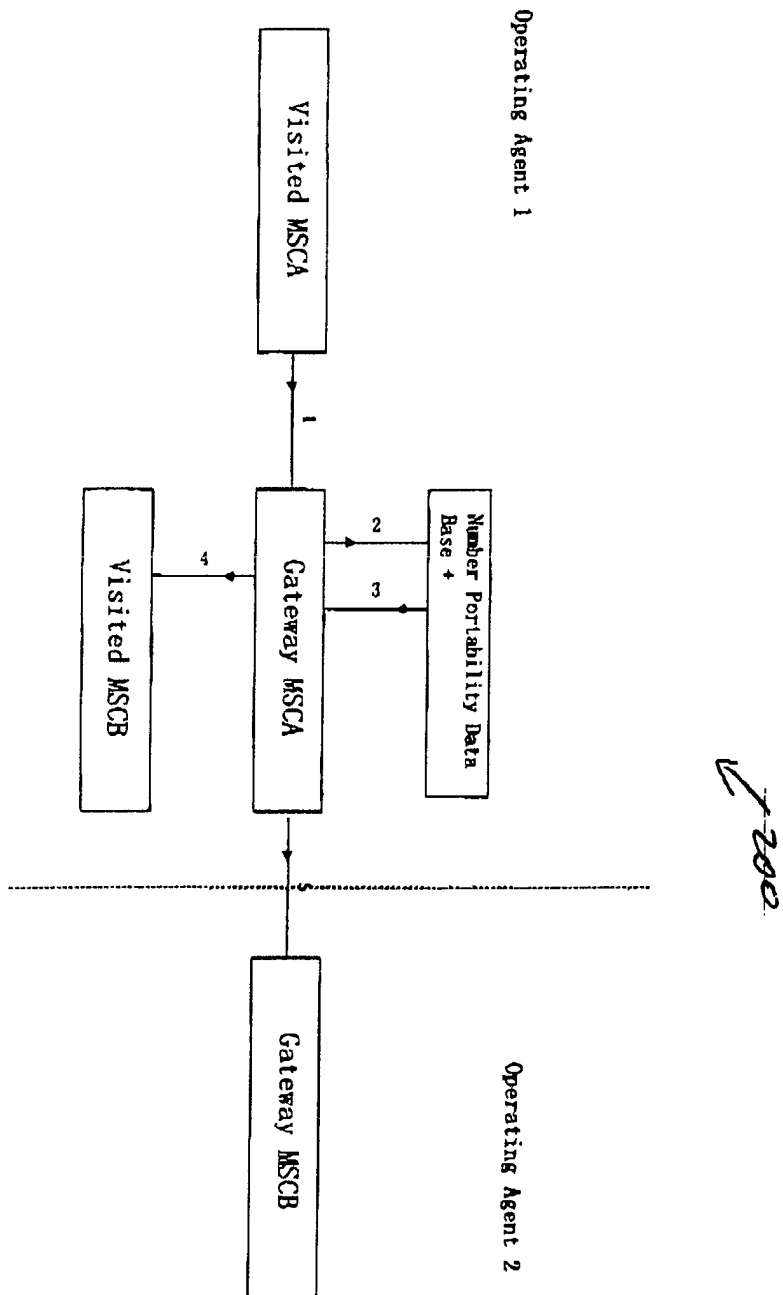 Operating Agent 1
Operating Agent 2
200
Number Portability Data
Base +
Visited MSCA
1
2
3
Gateway MSCA
5
Gateway MSCB
4
Visited MSCB